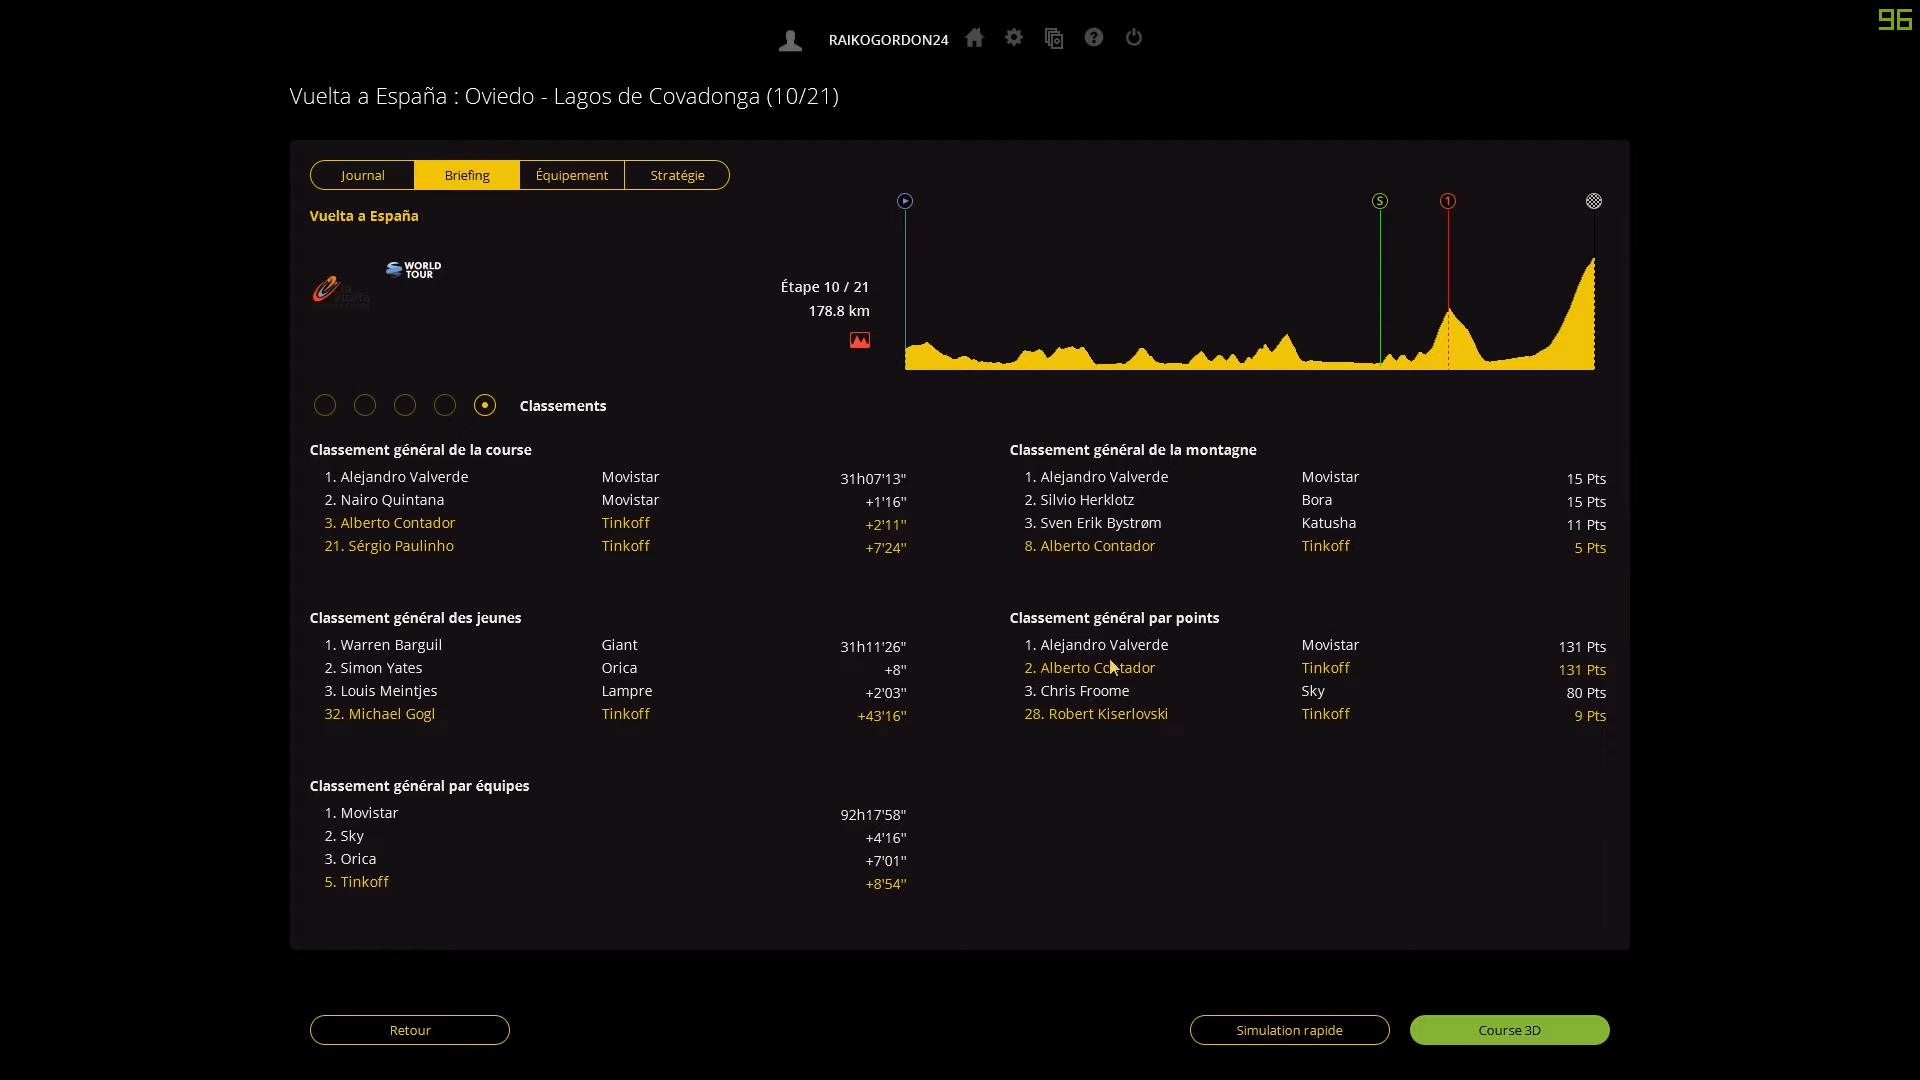 96
RAIKOGORDON24
Vuelta a España : Oviedo - Lagos de Covadonga (10/21)
Journal Briefing Équipement Stratégie
Vuelta a España
WORLD TOUR
la vuelta
Étape 10 / 21
178.8 km
S 1
Classements
Classement général de la course
1. Alejandro Valverde Movistar 31h07'13''
2. Nairo Quintana Movistar +1'16''
3. Alberto Contador Tinkoff +2'11''
21. Sérgio Paulinho Tinkoff +7'24''
Classement général de la montagne
1. Alejandro Valverde Movistar 15 Pts
2. Silvio Herklotz Bora 15 Pts
3. Sven Erik Bystrøm Katusha 11 Pts
8. Alberto Contador Tinkoff 5 Pts
Classement général des jeunes
1. Warren Barguil Giant 31h11'26''
2. Simon Yates Orica +8''
3. Louis Meintjes Lampre +2'03''
32. Michael Gogl Tinkoff +43'16''
Classement général par points
1. Alejandro Valverde Movistar 131 Pts
2. Alberto Contador Tinkoff 131 Pts
3. Chris Froome Sky 80 Pts
28. Robert Kiserlovski Tinkoff 9 Pts
Classement général par équipes
1. Movistar 92h17'58''
2. Sky +4'16''
3. Orica +7'01''
5. Tinkoff +8'54''
Retour Simulation rapide Course 3D